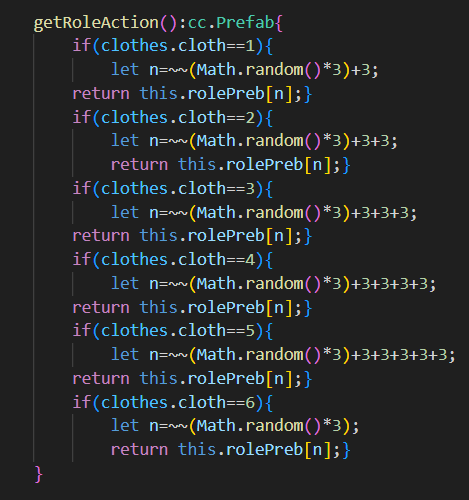 getRoleAction():cc.Prefab{
    if(clothes.cloth==1){
        let n=~~(Math.random()*3)+3;
    return this.rolePreb[n];}
    if(clothes.cloth==2){
        let n=~~(Math.random()*3)+3+3;
        return this.rolePreb[n];}
    if(clothes.cloth==3){
        let n=~~(Math.random()*3)+3+3+3;
    return this.rolePreb[n];}
    if(clothes.cloth==4){
        let n=~~(Math.random()*3)+3+3+3+3;
    return this.rolePreb[n];}
    if(clothes.cloth==5){
        let n=~~(Math.random()*3)+3+3+3+3+3;
    return this.rolePreb[n];}
    if(clothes.cloth==6){
        let n=~~(Math.random()*3);
        return this.rolePreb[n];}
}